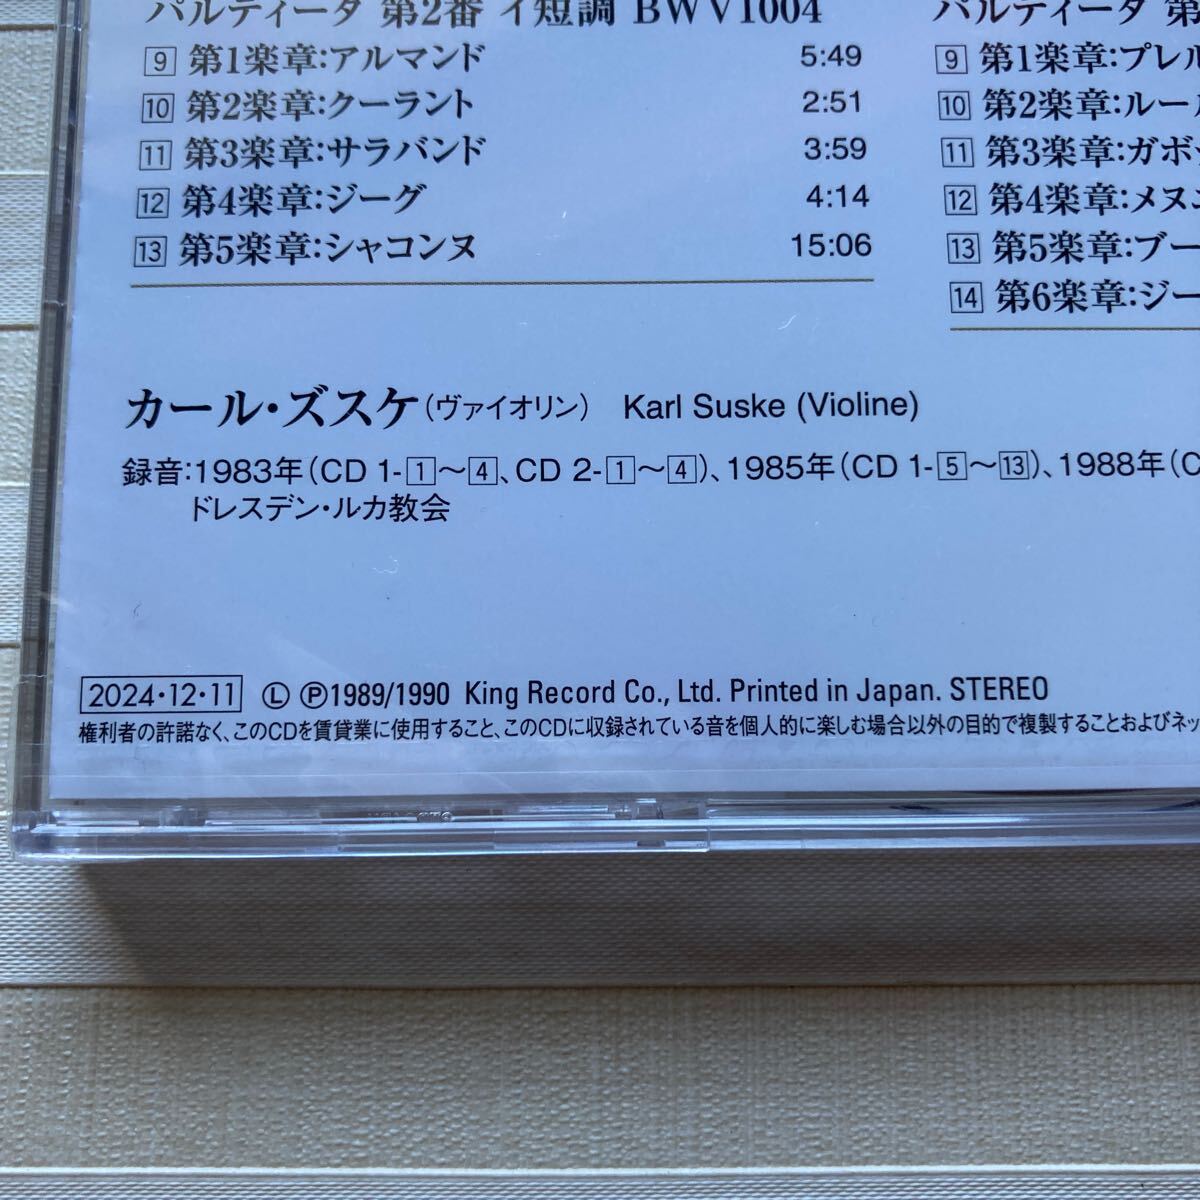 パルティータ 第2番 イ短調 BWV1004
9 第1楽章:アルマンド 5:49
10 第2楽章:クーラント 2:51
11 第3楽章:サラバンド 3:59
12 第4楽章:ジーグ 4:14
13 第5楽章:シャコンヌ 15:06
パルティータ 第
9 第1楽章:プレル
10 第2楽章:ルー
11 第3楽章:ガボッ
12 第4楽章:メヌエ
13 第5楽章:ブー
14 第6楽章:ジー
カール・ズスケ(ヴァイオリン) Karl Suske (Violine)
録音:1983年(CD 1-1〜4、CD 2-1〜4)、1985年(CD 1-5〜13)、1988年(C
ドレスデン・ルカ教会
2024・12・11 Ⓛ Ⓟ1989/1990 King Record Co., Ltd. Printed in Japan. STEREO
権利者の許諾なく、このCDを賃貸業に使用すること、このCDに収録されている音を個人的に楽しむ場合以外の目的で複製することおよびネッ